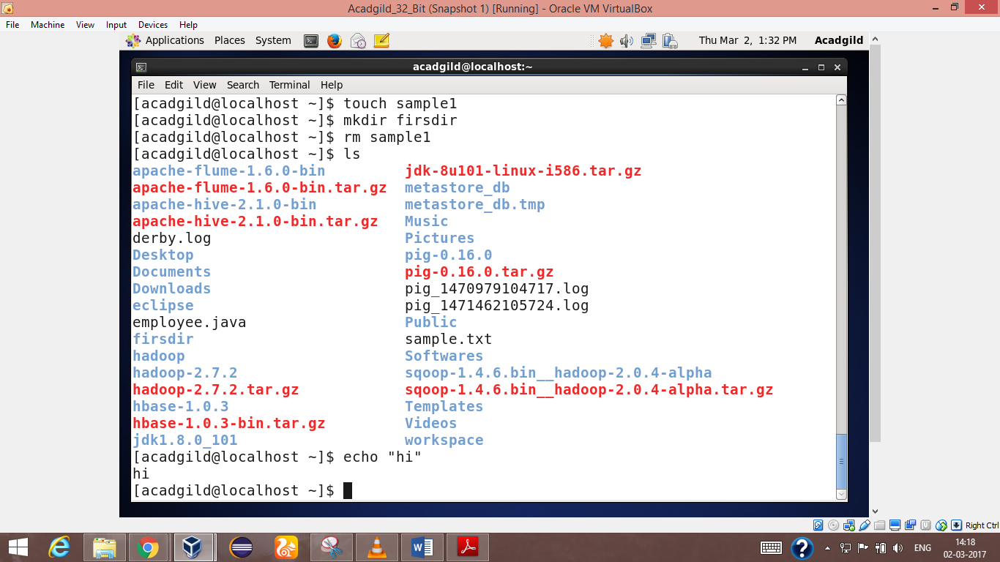 Acadgild_32_Bit (Snapshot 1) [Running] - Oracle VM VirtualBox
File Machine View Input Devices Help
Applications Places System Thu Mar 2, 1:32 PM Acadgild
acadgild@localhost:~
File Edit View Search Terminal Help
[acadgild@localhost ~]$ touch sample1
[acadgild@localhost ~]$ mkdir firsdir
[acadgild@localhost ~]$ rm sample1
[acadgild@localhost ~]$ ls
apache-flume-1.6.0-bin jdk-8u101-linux-i586.tar.gz
apache-flume-1.6.0-bin.tar.gz metastore_db
apache-hive-2.1.0-bin metastore_db.tmp
apache-hive-2.1.0-bin.tar.gz Music
derby.log Pictures
Desktop pig-0.16.0
Documents pig-0.16.0.tar.gz
Downloads pig_1470979104717.log
eclipse pig_1471462105724.log
employee.java Public
firsdir sample.txt
hadoop Softwares
hadoop-2.7.2 sqoop-1.4.6.bin__hadoop-2.0.4-alpha
hadoop-2.7.2.tar.gz sqoop-1.4.6.bin__hadoop-2.0.4-alpha.tar.gz
hbase-1.0.3 Templates
hbase-1.0.3-bin.tar.gz Videos
jdk1.8.0_101 workspace
[acadgild@localhost ~]$ echo "hi"
hi
[acadgild@localhost ~]$
Right Ctrl
ENG 14:18
02-03-2017